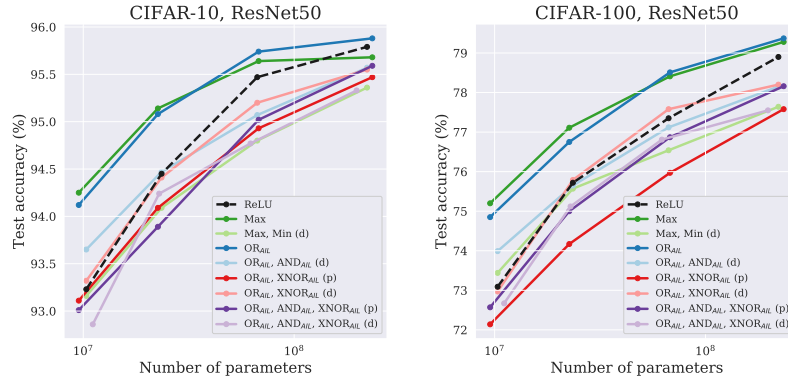 CIFAR-10, ResNet50
Test accuracy (%)
96.0
95.5
95.0
94.5
94.0
93.5
93.0
10⁷
10⁸
Number of parameters
ReLU
Max
Max, Min (d)
OR_AIL
OR_AIL, AND_AIL (d)
OR_AIL, XNOR_AIL (p)
OR_AIL, XNOR_AIL (d)
OR_AIL, AND_AIL, XNOR_AIL (p)
OR_AIL, AND_AIL, XNOR_AIL (d)
CIFAR-100, ResNet50
Test accuracy (%)
79
78
77
76
75
74
73
72
10⁷
10⁸
Number of parameters
ReLU
Max
Max, Min (d)
OR_AIL
OR_AIL, AND_AIL (d)
OR_AIL, XNOR_AIL (p)
OR_AIL, XNOR_AIL (d)
OR_AIL, AND_AIL, XNOR_AIL (p)
OR_AIL, AND_AIL, XNOR_AIL (d)